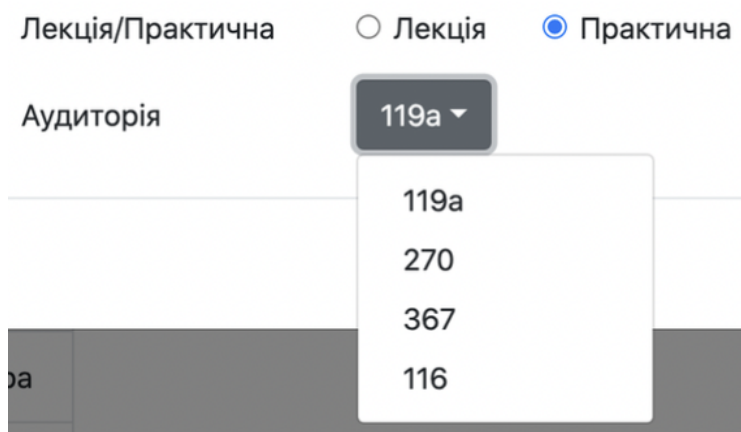 Лекція/Практична Лекція Практична
Аудиторія 119а
119а
270
367
116
ра